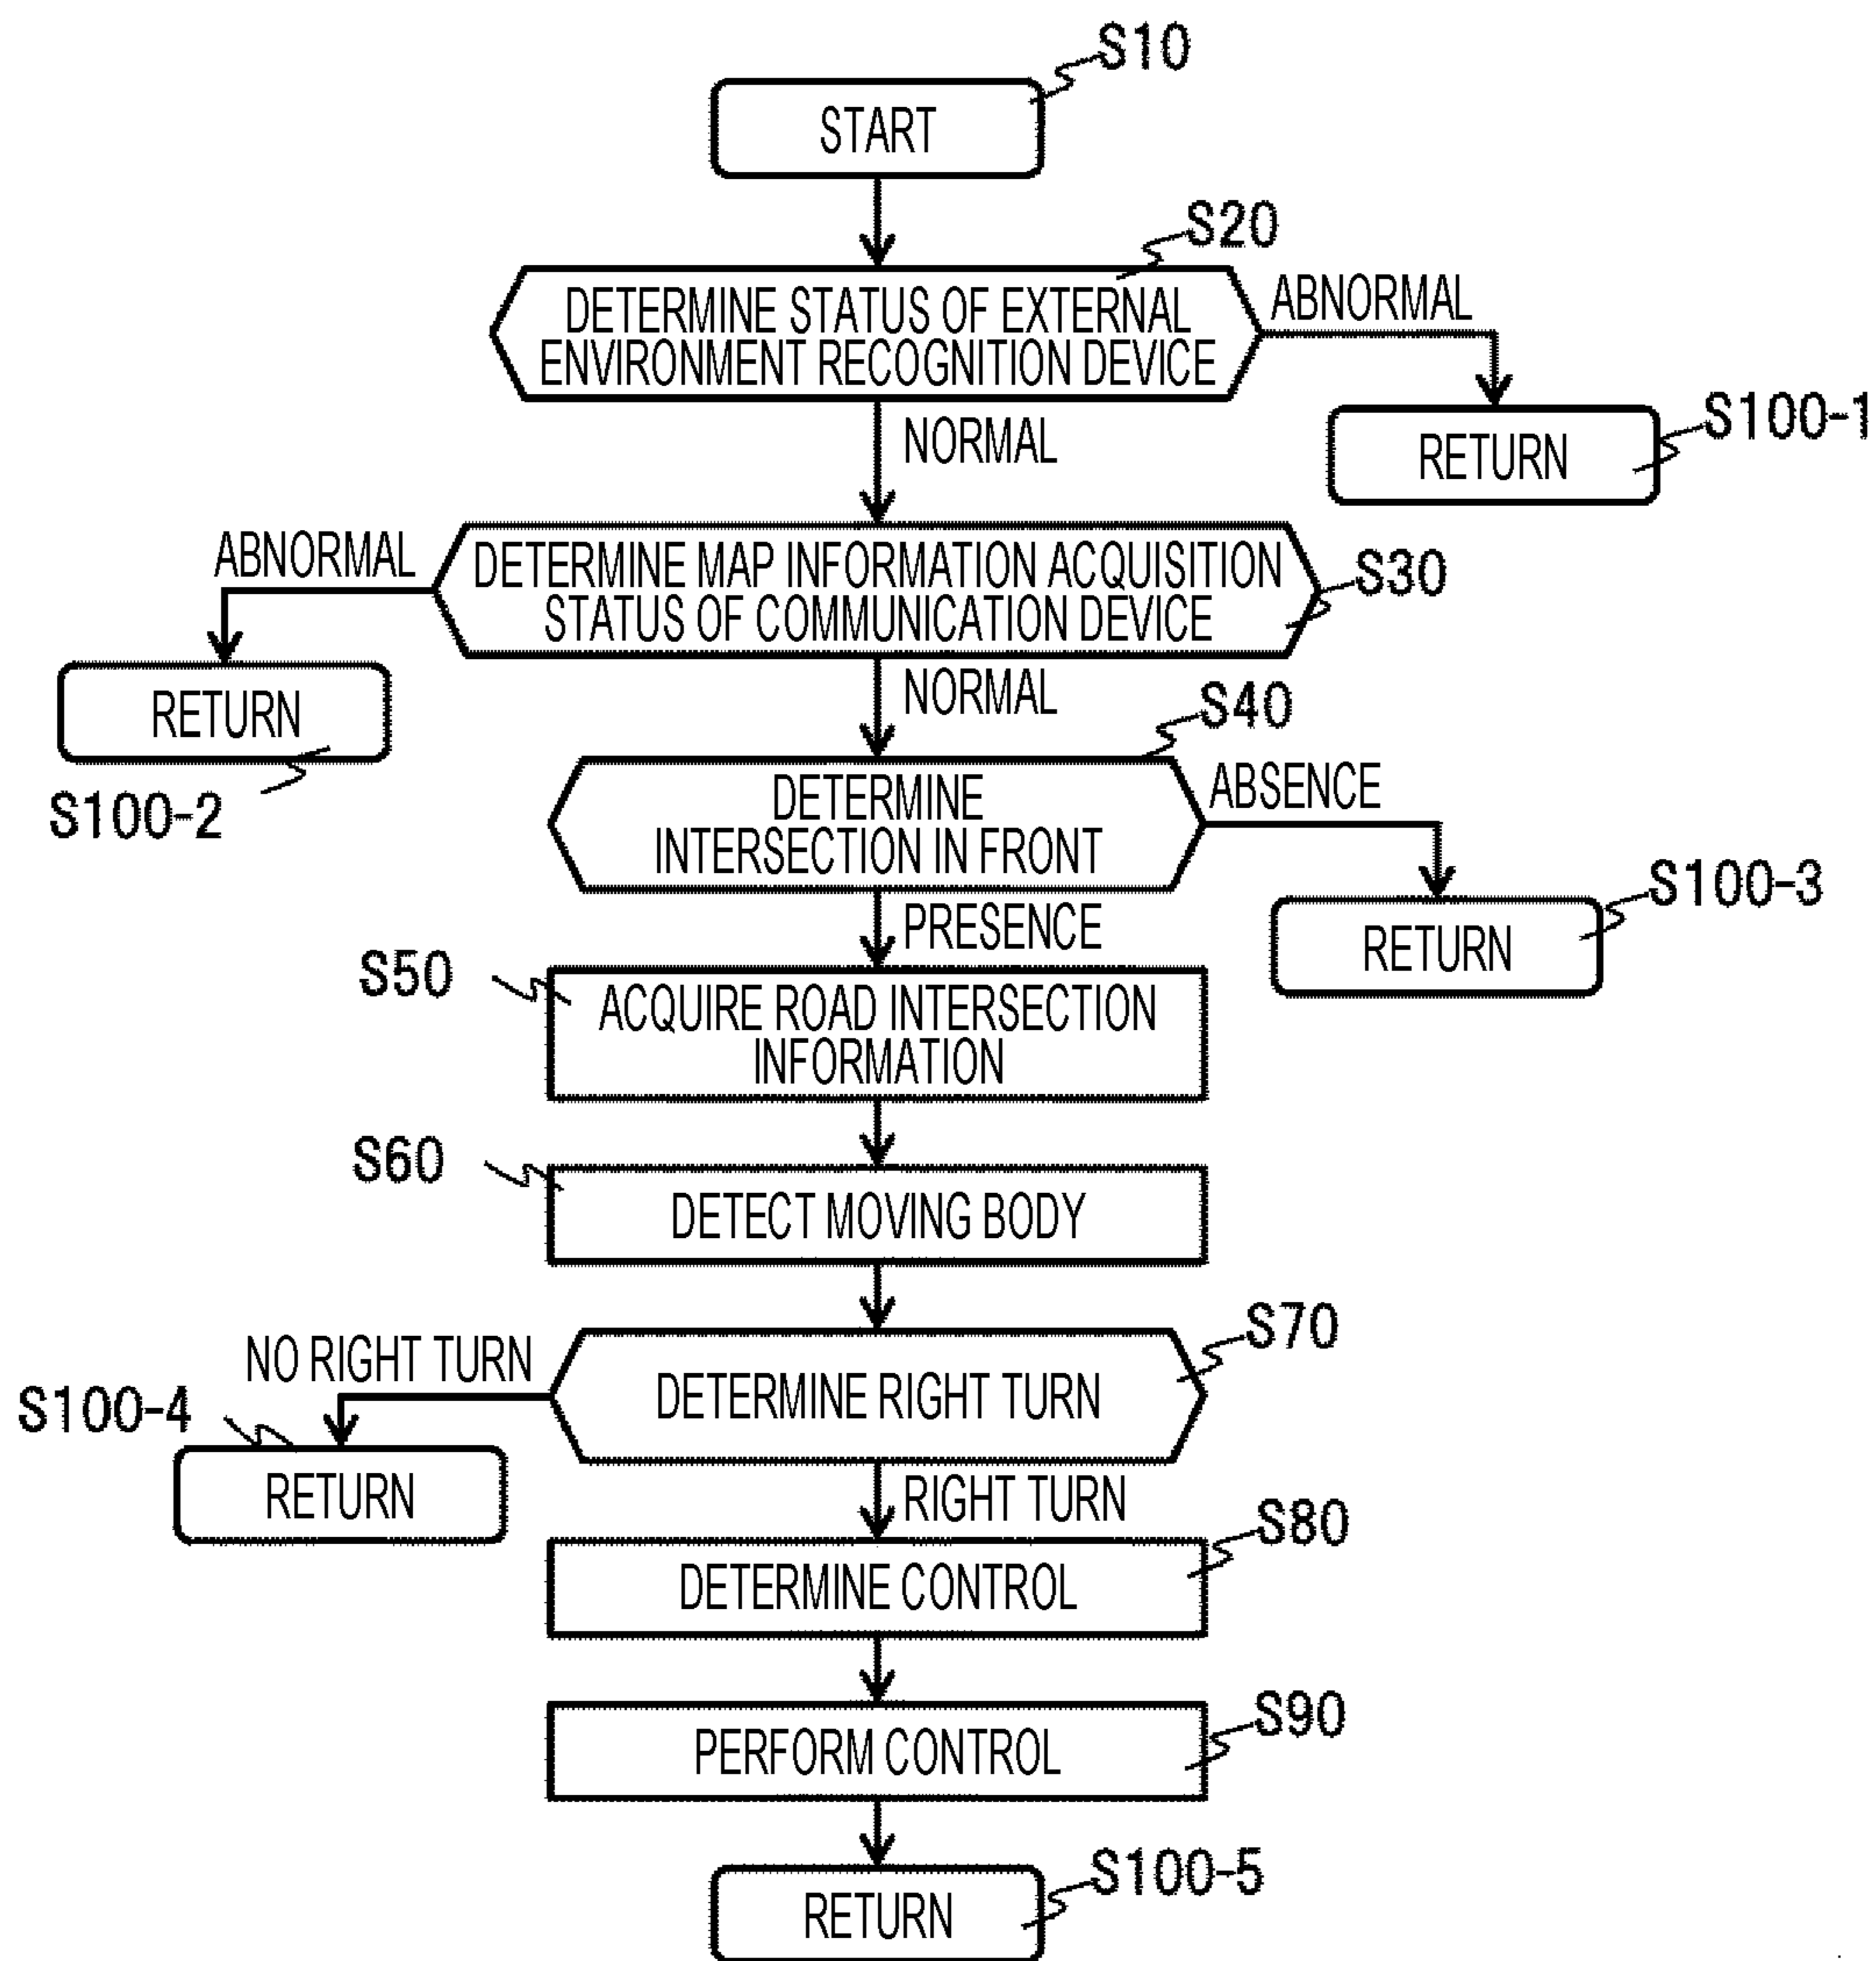 S10
START
S20
DETERMINE STATUS OF EXTERNAL
ENVIRONMENT RECOGNITION DEVICE
ABNORMAL
S100-1
RETURN
NORMAL
ABNORMAL
DETERMINE MAP INFORMATION ACQUISITION
STATUS OF COMMUNICATION DEVICE
S30
RETURN
S100-2
NORMAL
S40
DETERMINE
INTERSECTION IN FRONT
ABSENCE
S100-3
RETURN
PRESENCE
S50
ACQUIRE ROAD INTERSECTION
INFORMATION
S60
DETECT MOVING BODY
S70
NO RIGHT TURN
DETERMINE RIGHT TURN
S100-4
RETURN
RIGHT TURN
S80
DETERMINE CONTROL
S90
PERFORM CONTROL
S100-5
RETURN